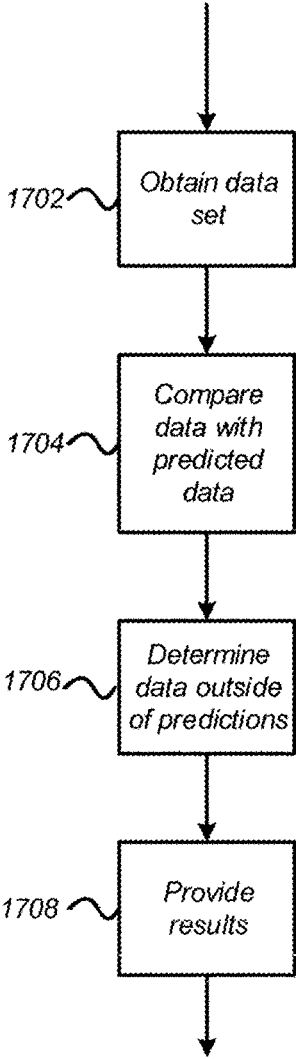 1702
Obtain data
set
1704
Compare
data with
predicted
data
1706
Determine
data outside
of predictions
1708
Provide
results